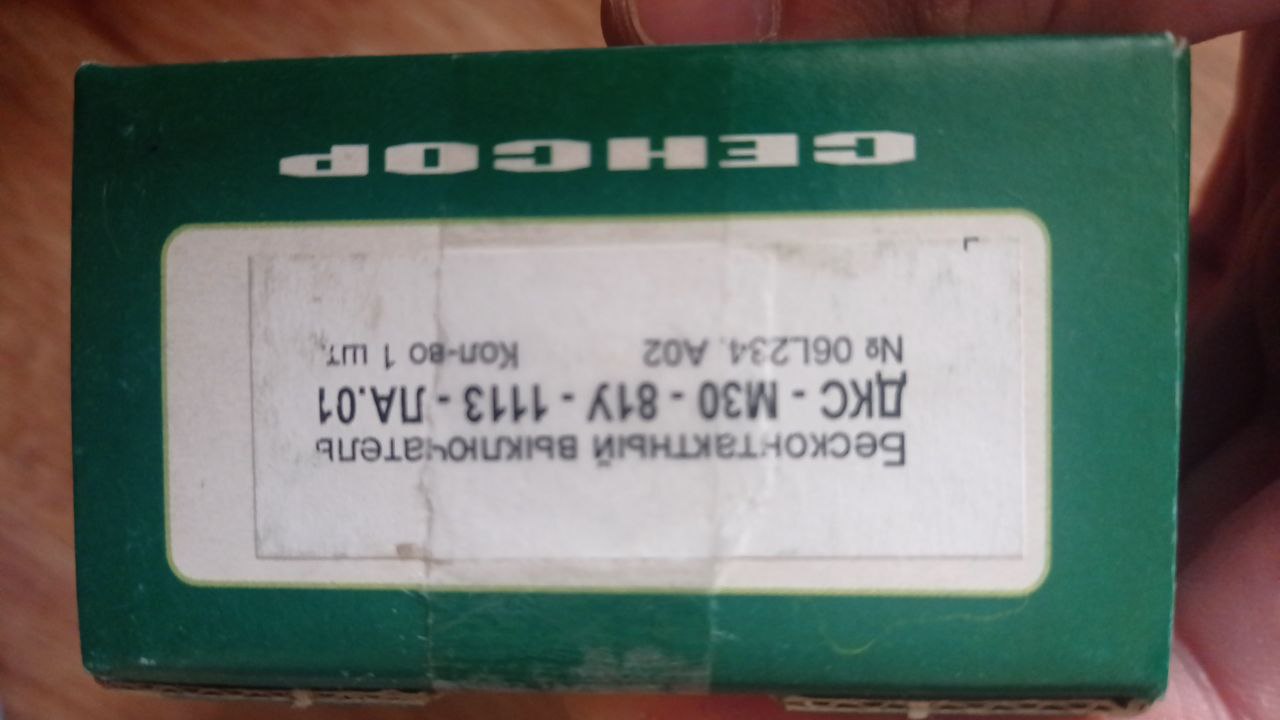 СЕНСОР
Бесконтактный выключатель
ДКС - М30 - 81У - 1113 - ЛА.01
№ 06L234. A02 Кол-во 1 шт.